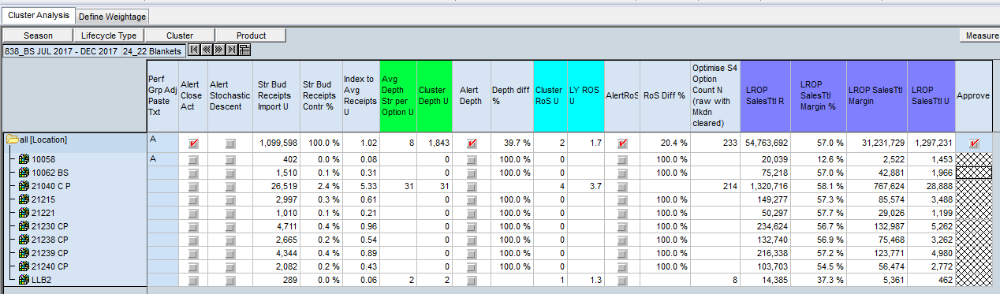 Cluster Analysis Define Weightage
Season Lifecycle Type Cluster Product Measure
838_BS JUL 2017 - DEC 2017 24_22 Blankets
Perf Grp Adj Paste Txt
Alert Close Act
Alert Stochastic Descent
Str Bud Receipts Import U
Str Bud Receipts Contr %
Index to Avg Receipts U
Avg Depth Str per Option U
Cluster Depth U
Alert Depth
Depth diff %
Cluster RoS U
LY ROS U
AlertRoS
RoS Diff %
Optimise S4 Option Count N (raw with Mkdn cleared)
LROP SalesTtl R
LROP SalesTtl Margin %
LROP SalesTtl Margin
LROP SalesTtl U
Approve
all [Location] A 1,099,598 100.0 % 1.02 8 1,843 39.7 % 2 1.7 20.4 % 233 54,763,692 57.0 % 31,231,729 1,297,231
10058 A 402 0.0 % 0.08 0 100.0 % 0 100.0 % 20,039 12.6 % 2,522 1,453
10062 BS 1,510 0.1 % 0.31 0 100.0 % 0 100.0 % 75,218 57.0 % 42,881 1,966
21040 C P 26,519 2.4 % 5.33 31 31 4 3.7 214 1,320,716 58.1 % 767,624 28,888
21215 2,997 0.3 % 0.61 0 100.0 % 0 100.0 % 149,277 57.3 % 85,574 3,488
21221 1,010 0.1 % 0.21 0 100.0 % 0 100.0 % 50,297 57.7 % 29,026 1,199
21230 CP 4,711 0.4 % 0.96 0 100.0 % 0 100.0 % 234,624 56.7 % 132,987 5,262
21238 CP 2,665 0.2 % 0.54 0 100.0 % 0 100.0 % 132,740 56.9 % 75,468 3,262
21239 CP 4,344 0.4 % 0.89 0 100.0 % 0 100.0 % 216,338 57.2 % 123,771 4,980
21240 CP 2,082 0.2 % 0.43 0 100.0 % 0 100.0 % 103,703 54.5 % 56,474 2,772
LLB2 289 0.0 % 0.06 2 2 1 1.3 8 14,385 37.3 % 5,361 462